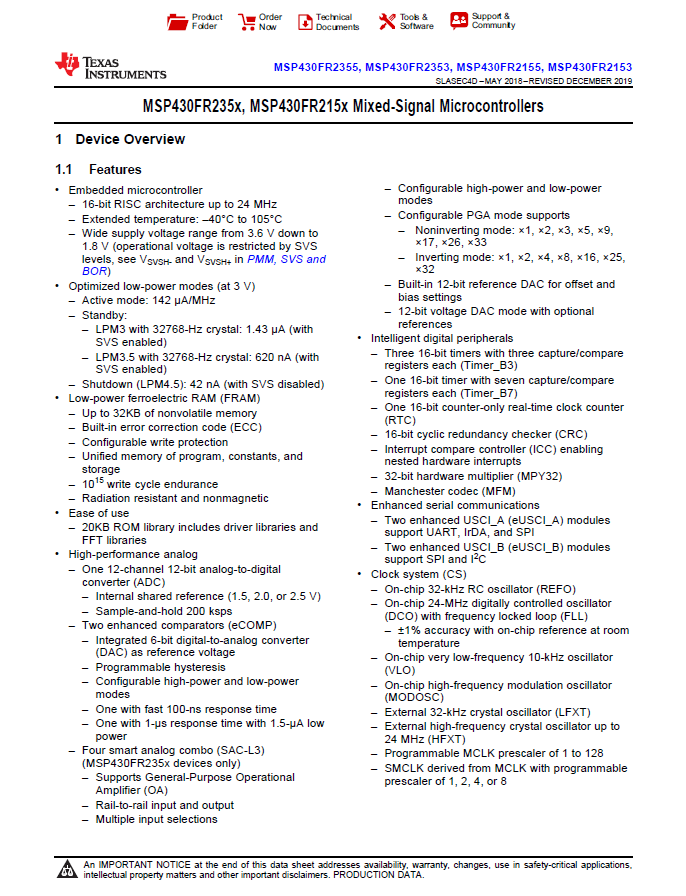 Product
Folder
Order
Now
Technical
Documents
Tools &
Software
Support &
Community
TEXAS
INSTRUMENTS
MSP430FR2355, MSP430FR2353, MSP430FR2155, MSP430FR2153
SLASEC4D –MAY 2018–REVISED DECEMBER 2019
MSP430FR235x, MSP430FR215x Mixed-Signal Microcontrollers
1 Device Overview
1.1 Features
• Embedded microcontroller
– 16-bit RISC architecture up to 24 MHz
– Extended temperature: –40°C to 105°C
– Wide supply voltage range from 3.6 V down to
1.8 V (operational voltage is restricted by SVS
levels, see VSVSH- and VSVSH+ in PMM, SVS and
BOR)
• Optimized low-power modes (at 3 V)
– Active mode: 142 µA/MHz
– Standby:
– LPM3 with 32768-Hz crystal: 1.43 µA (with
SVS enabled)
– LPM3.5 with 32768-Hz crystal: 620 nA (with
SVS enabled)
– Shutdown (LPM4.5): 42 nA (with SVS disabled)
• Low-power ferroelectric RAM (FRAM)
– Up to 32KB of nonvolatile memory
– Built-in error correction code (ECC)
– Configurable write protection
– Unified memory of program, constants, and
storage
– 10^15 write cycle endurance
– Radiation resistant and nonmagnetic
• Ease of use
– 20KB ROM library includes driver libraries and
FFT libraries
• High-performance analog
– One 12-channel 12-bit analog-to-digital
converter (ADC)
– Internal shared reference (1.5, 2.0, or 2.5 V)
– Sample-and-hold 200 ksps
– Two enhanced comparators (eCOMP)
– Integrated 6-bit digital-to-analog converter
(DAC) as reference voltage
– Programmable hysteresis
– Configurable high-power and low-power
modes
– One with fast 100-ns response time
– One with 1-µs response time with 1.5-µA low
power
– Four smart analog combo (SAC-L3)
(MSP430FR235x devices only)
– Supports General-Purpose Operational
Amplifier (OA)
– Rail-to-rail input and output
– Multiple input selections
– Configurable high-power and low-power
modes
– Configurable PGA mode supports
– Noninverting mode: ×1, ×2, ×3, ×5, ×9,
×17, ×26, ×33
– Inverting mode: ×1, ×2, ×4, ×8, ×16, ×25,
×32
– Built-in 12-bit reference DAC for offset and
bias settings
– 12-bit voltage DAC mode with optional
references
• Intelligent digital peripherals
– Three 16-bit timers with three capture/compare
registers each (Timer_B3)
– One 16-bit timer with seven capture/compare
registers each (Timer_B7)
– One 16-bit counter-only real-time clock counter
(RTC)
– 16-bit cyclic redundancy checker (CRC)
– Interrupt compare controller (ICC) enabling
nested hardware interrupts
– 32-bit hardware multiplier (MPY32)
– Manchester codec (MFM)
• Enhanced serial communications
– Two enhanced USCI_A (eUSCI_A) modules
support UART, IrDA, and SPI
– Two enhanced USCI_B (eUSCI_B) modules
support SPI and I²C
• Clock system (CS)
– On-chip 32-kHz RC oscillator (REFO)
– On-chip 24-MHz digitally controlled oscillator
(DCO) with frequency locked loop (FLL)
– ±1% accuracy with on-chip reference at room
temperature
– On-chip very low-frequency 10-kHz oscillator
(VLO)
– On-chip high-frequency modulation oscillator
(MODOSC)
– External 32-kHz crystal oscillator (LFXT)
– External high-frequency crystal oscillator up to
24 MHz (HFXT)
– Programmable MCLK prescaler of 1 to 128
– SMCLK derived from MCLK with programmable
prescaler of 1, 2, 4, or 8
An IMPORTANT NOTICE at the end of this data sheet addresses availability, warranty, changes, use in safety-critical applications,
intellectual property matters and other important disclaimers. PRODUCTION DATA.